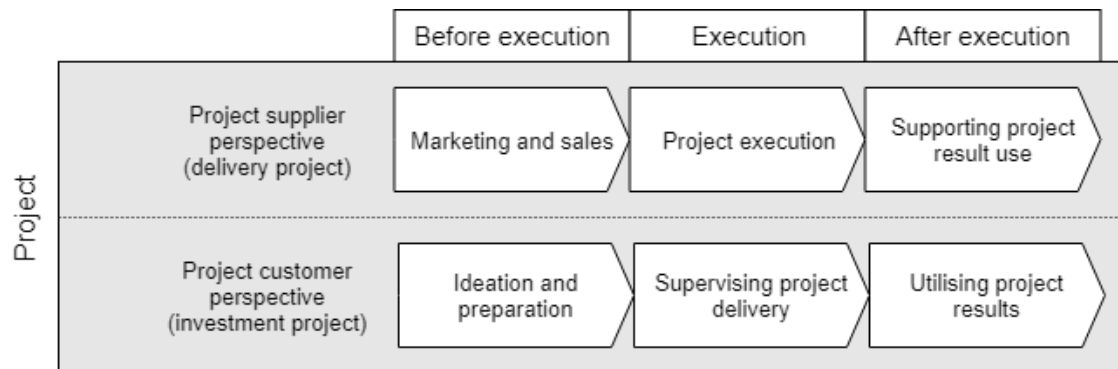 Before execution
Execution
After execution
Project
Project supplier
perspective
(delivery project)
Marketing and sales
Project execution
Supporting project
result use
Project customer
perspective
(investment project)
Ideation and
preparation
Supervising project
delivery
Utilising project
results